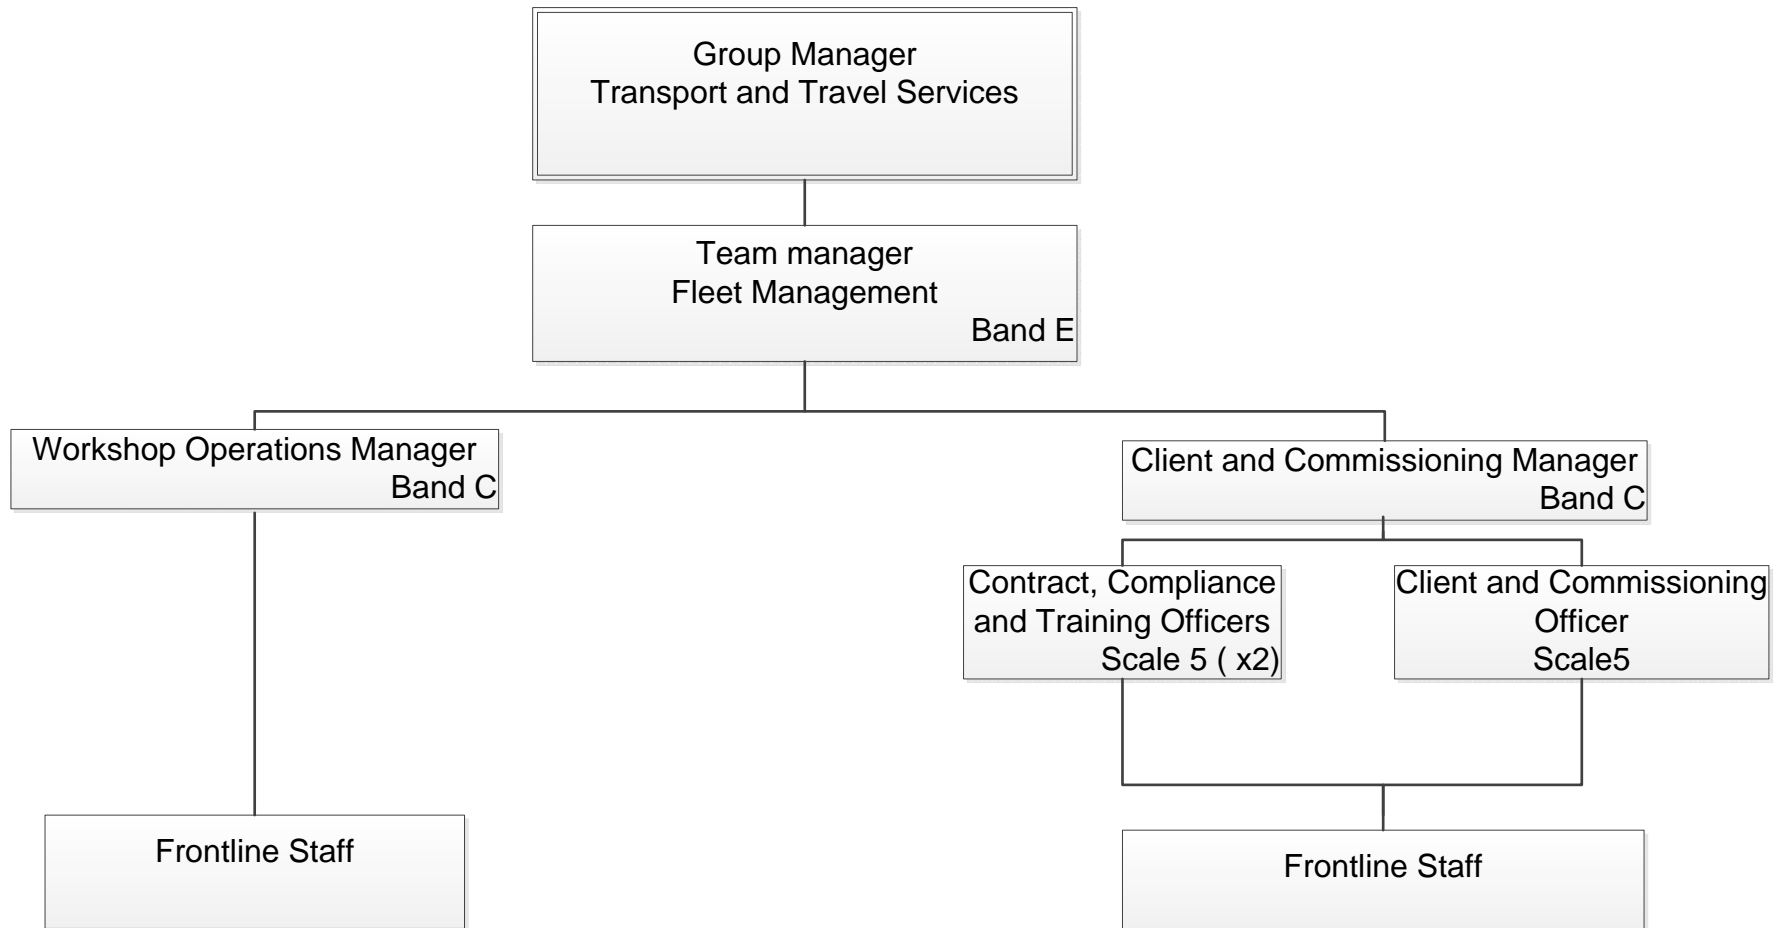 Group Manager
Transport and Travel Services
Team manager
Fleet Management
Band E
Workshop Operations Manager
Band C
Client and Commissioning Manager
Band C
Contract, Compliance
and Training Officers
Scale 5 ( x2)
Client and Commissioning
Officer
Scale5
Frontline Staff
Frontline Staff